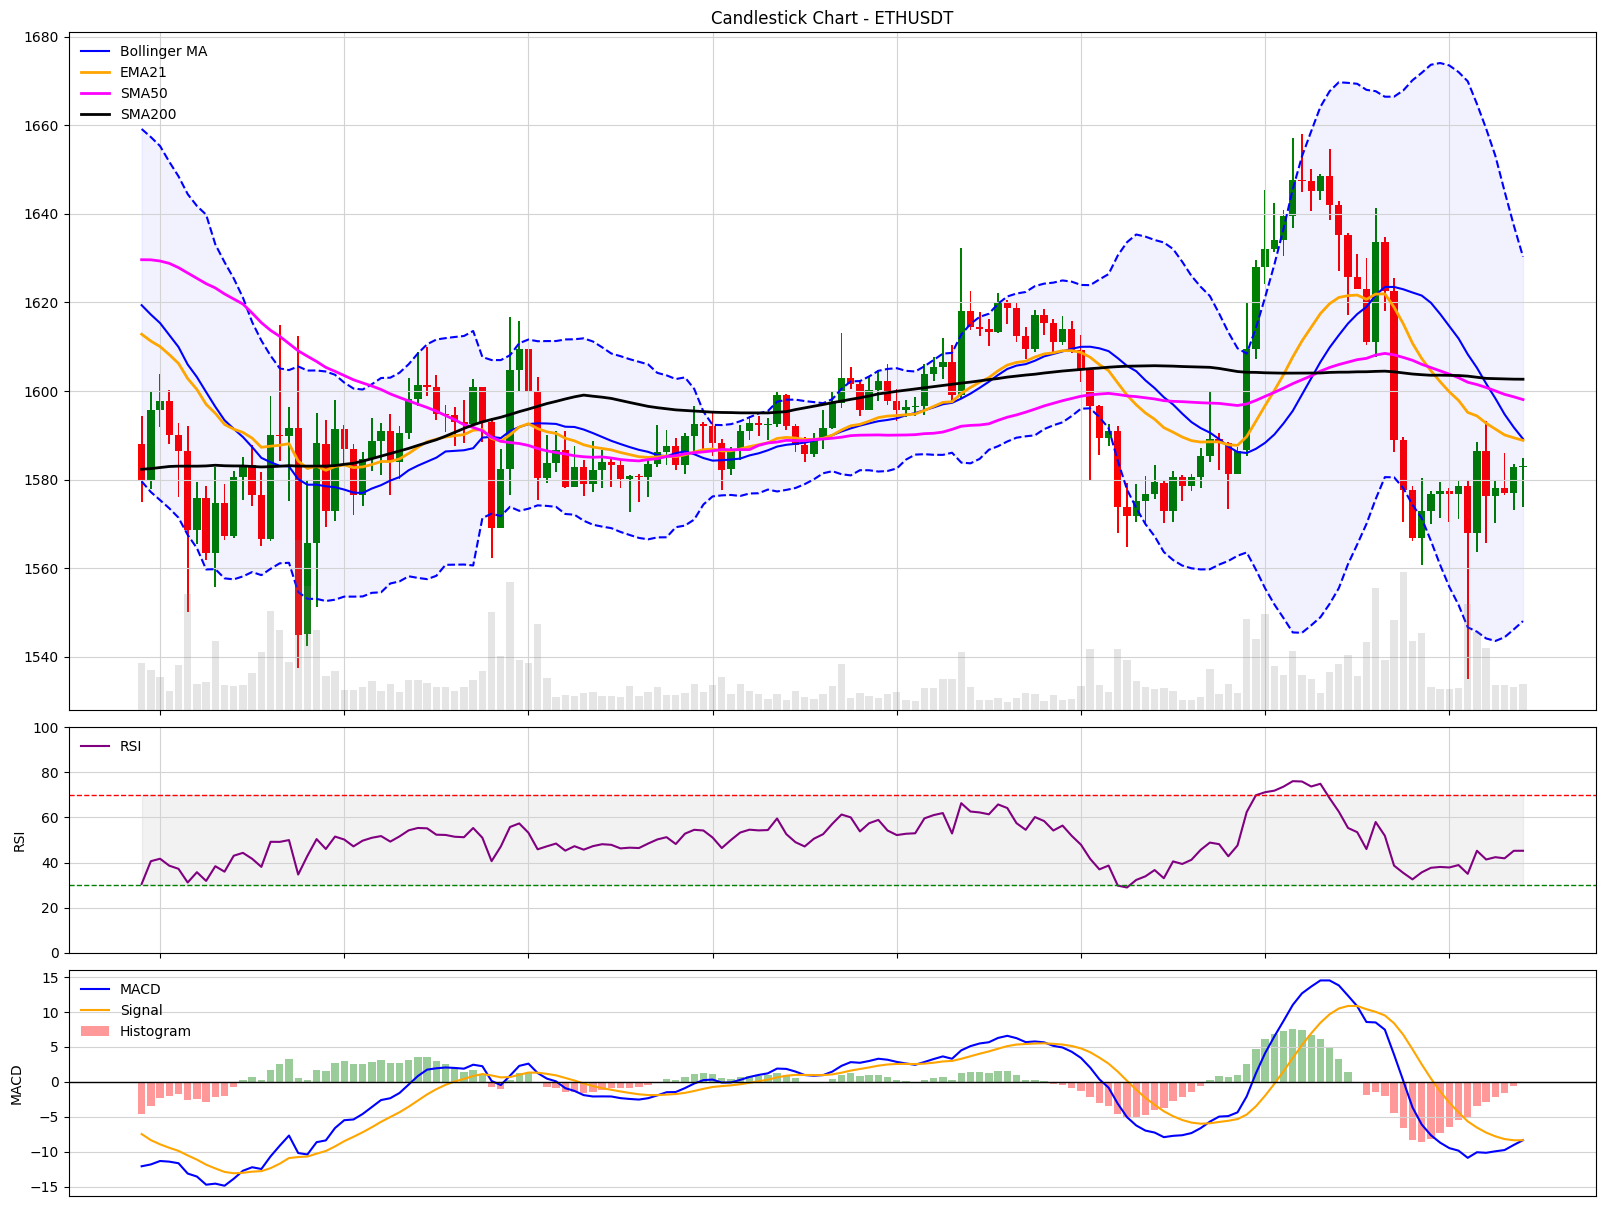 Candlestick Chart - ETHUSDT
1680
1660
1640
1620
1600
1580
1560
1540
Bollinger MA
EMA21
SMA50
SMA200
100
80
60
40
20
0
RSI
RSI
15
10
5
0
−5
−10
−15
MACD
MACD
Signal
Histogram